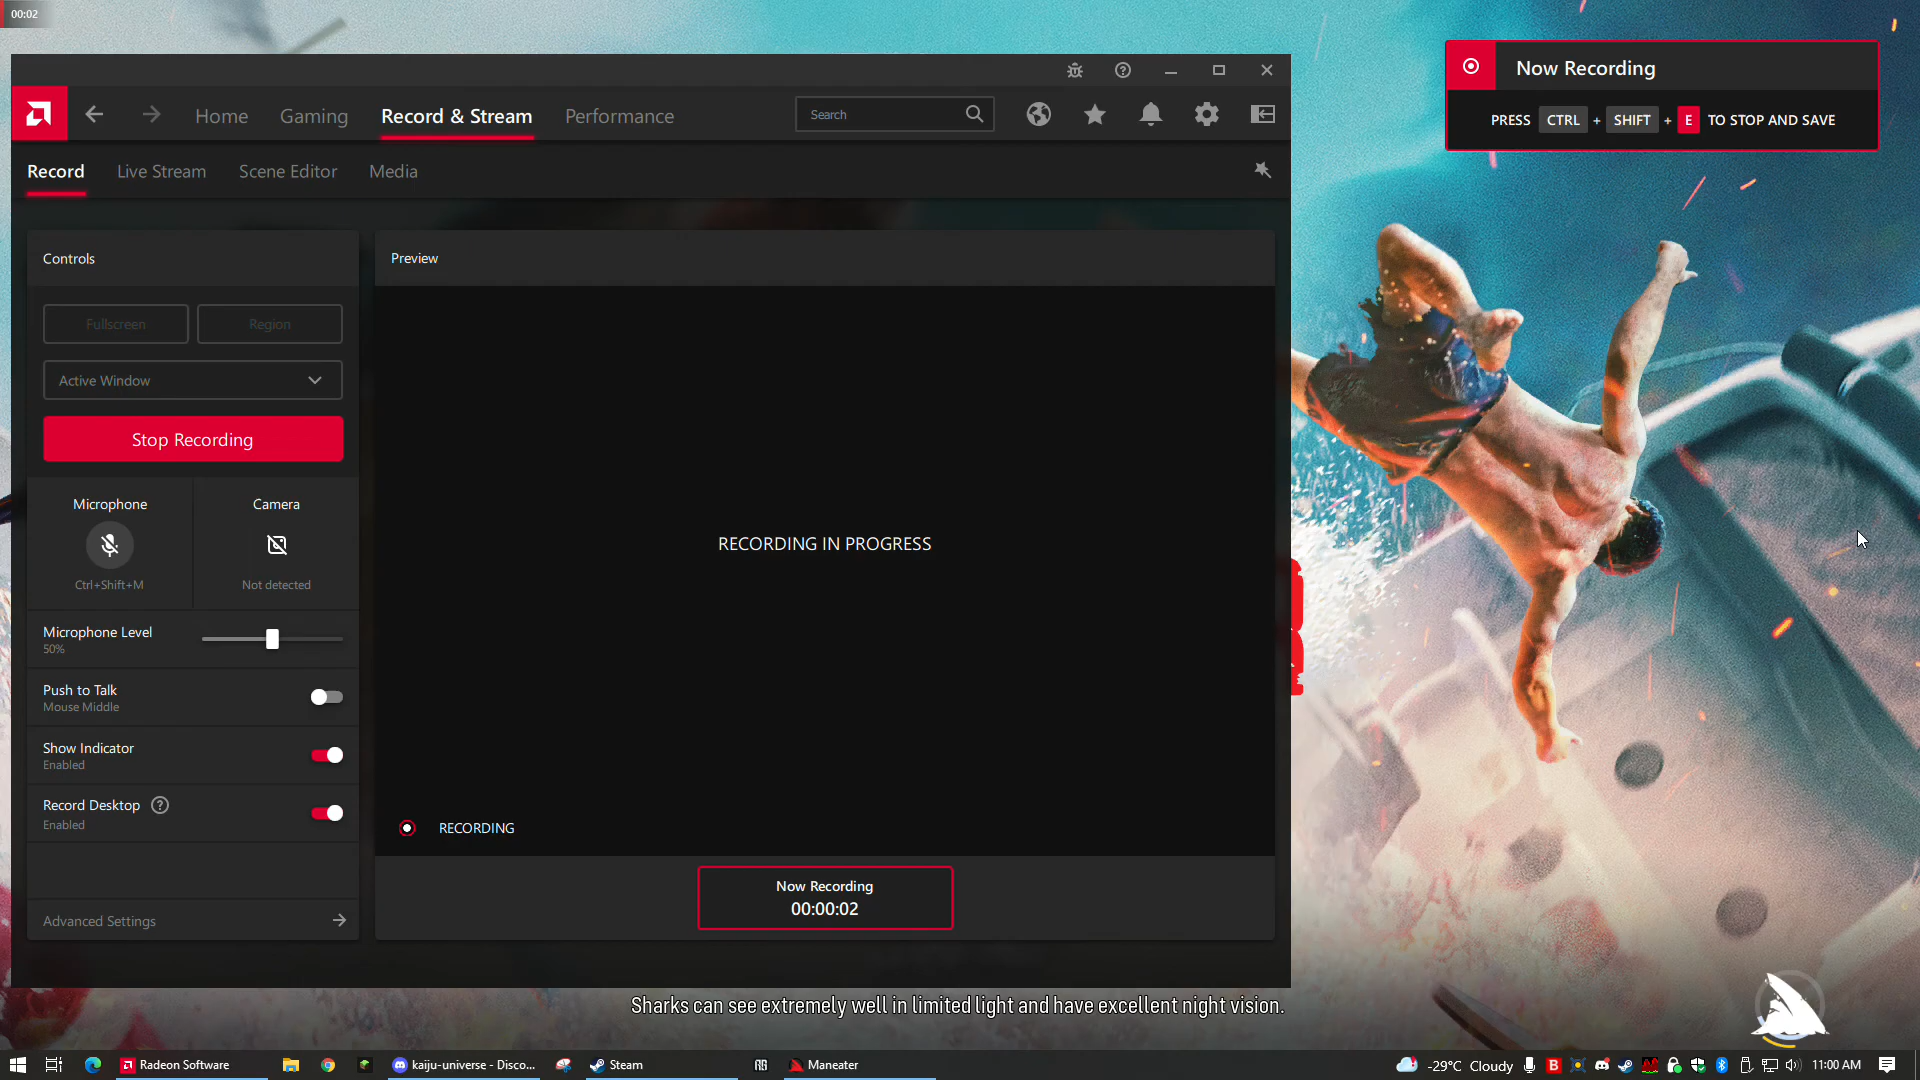 00:02
Now Recording
PRESS CTRL + SHIFT + E TO STOP AND SAVE
Home Gaming Record & Stream Performance Search
Record Live Stream Scene Editor Media
Controls
Preview
Fullscreen Region
Active Window
Stop Recording
Microphone Camera
Ctrl+Shift+M Not detected
RECORDING IN PROGRESS
Microphone Level
50%
Push to Talk
Mouse Middle
Show Indicator
Enabled
Record Desktop ?
Enabled
RECORDING
Now Recording
00:00:02
Advanced Settings
Sharks can see extremely well in limited light and have excellent night vision.
Radeon Software kaiju-universe - Disco... Steam Maneater -29°C Cloudy 11:00 AM